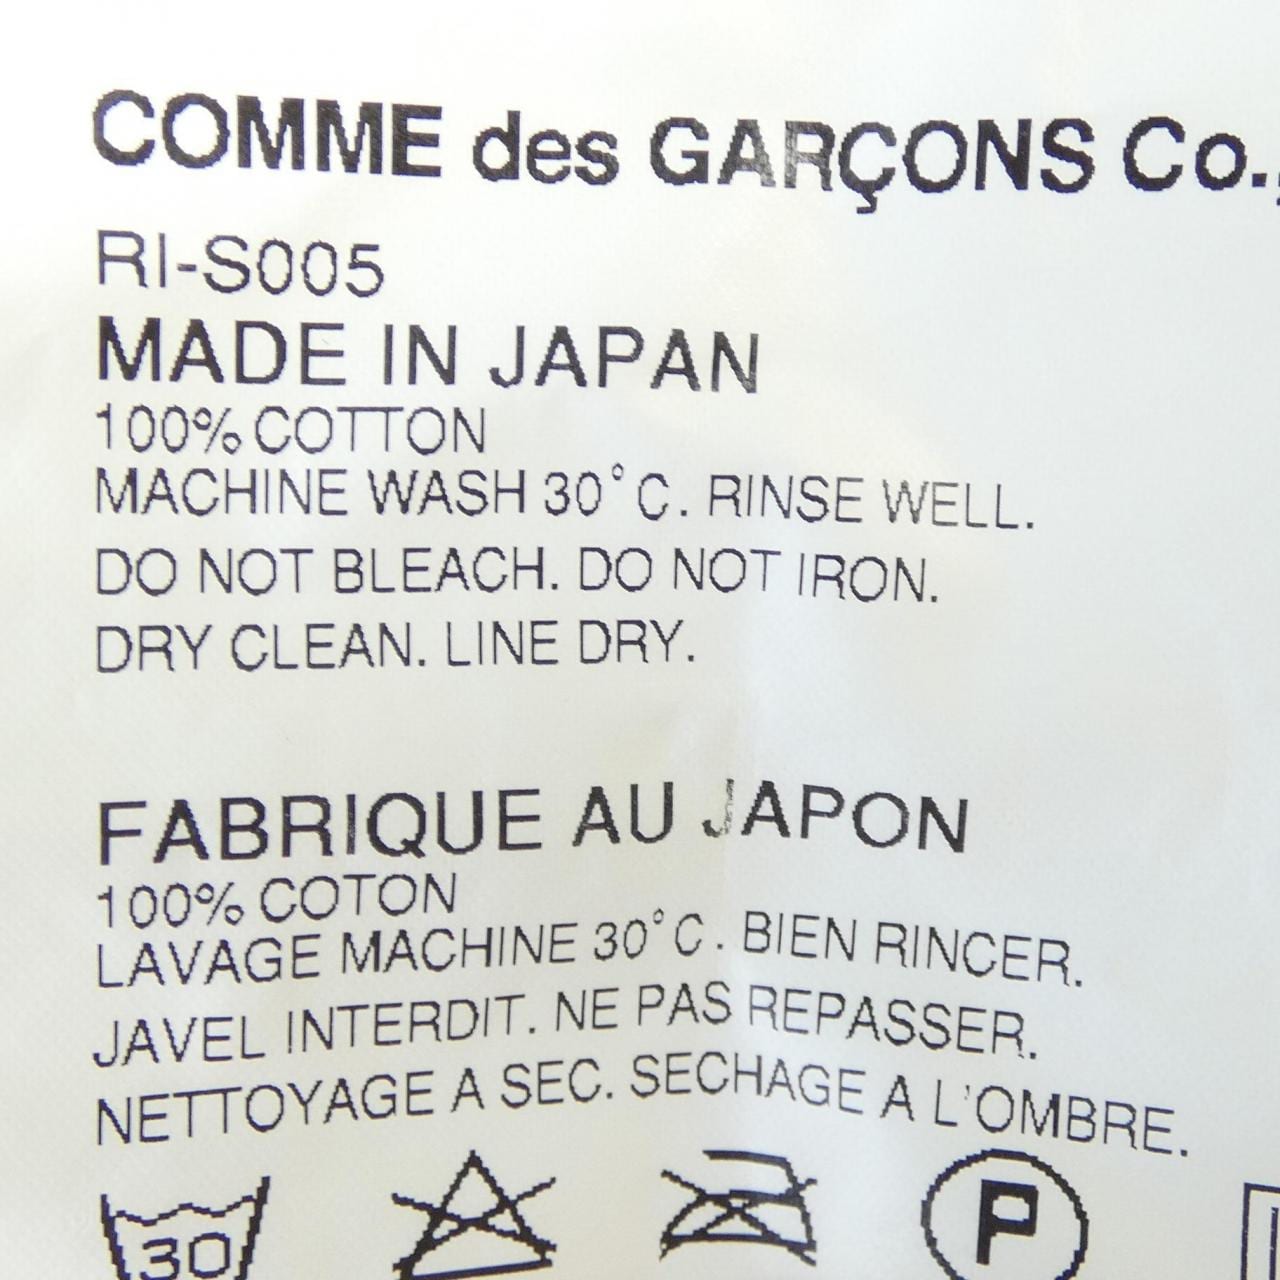 COMME des GARÇONS Co.,
RI-S005
MADE IN JAPAN
100% COTTON
MACHINE WASH 30°C. RINSE WELL.
DO NOT BLEACH. DO NOT IRON.
DRY CLEAN. LINE DRY.
FABRIQUE AU JAPON
100% COTON
LAVAGE MACHINE 30°C. BIEN RINCER.
JAVEL INTERDIT. NE PAS REPASSER.
NETTOYAGE A SEC. SECHAGE A L'OMBRE.
30 P